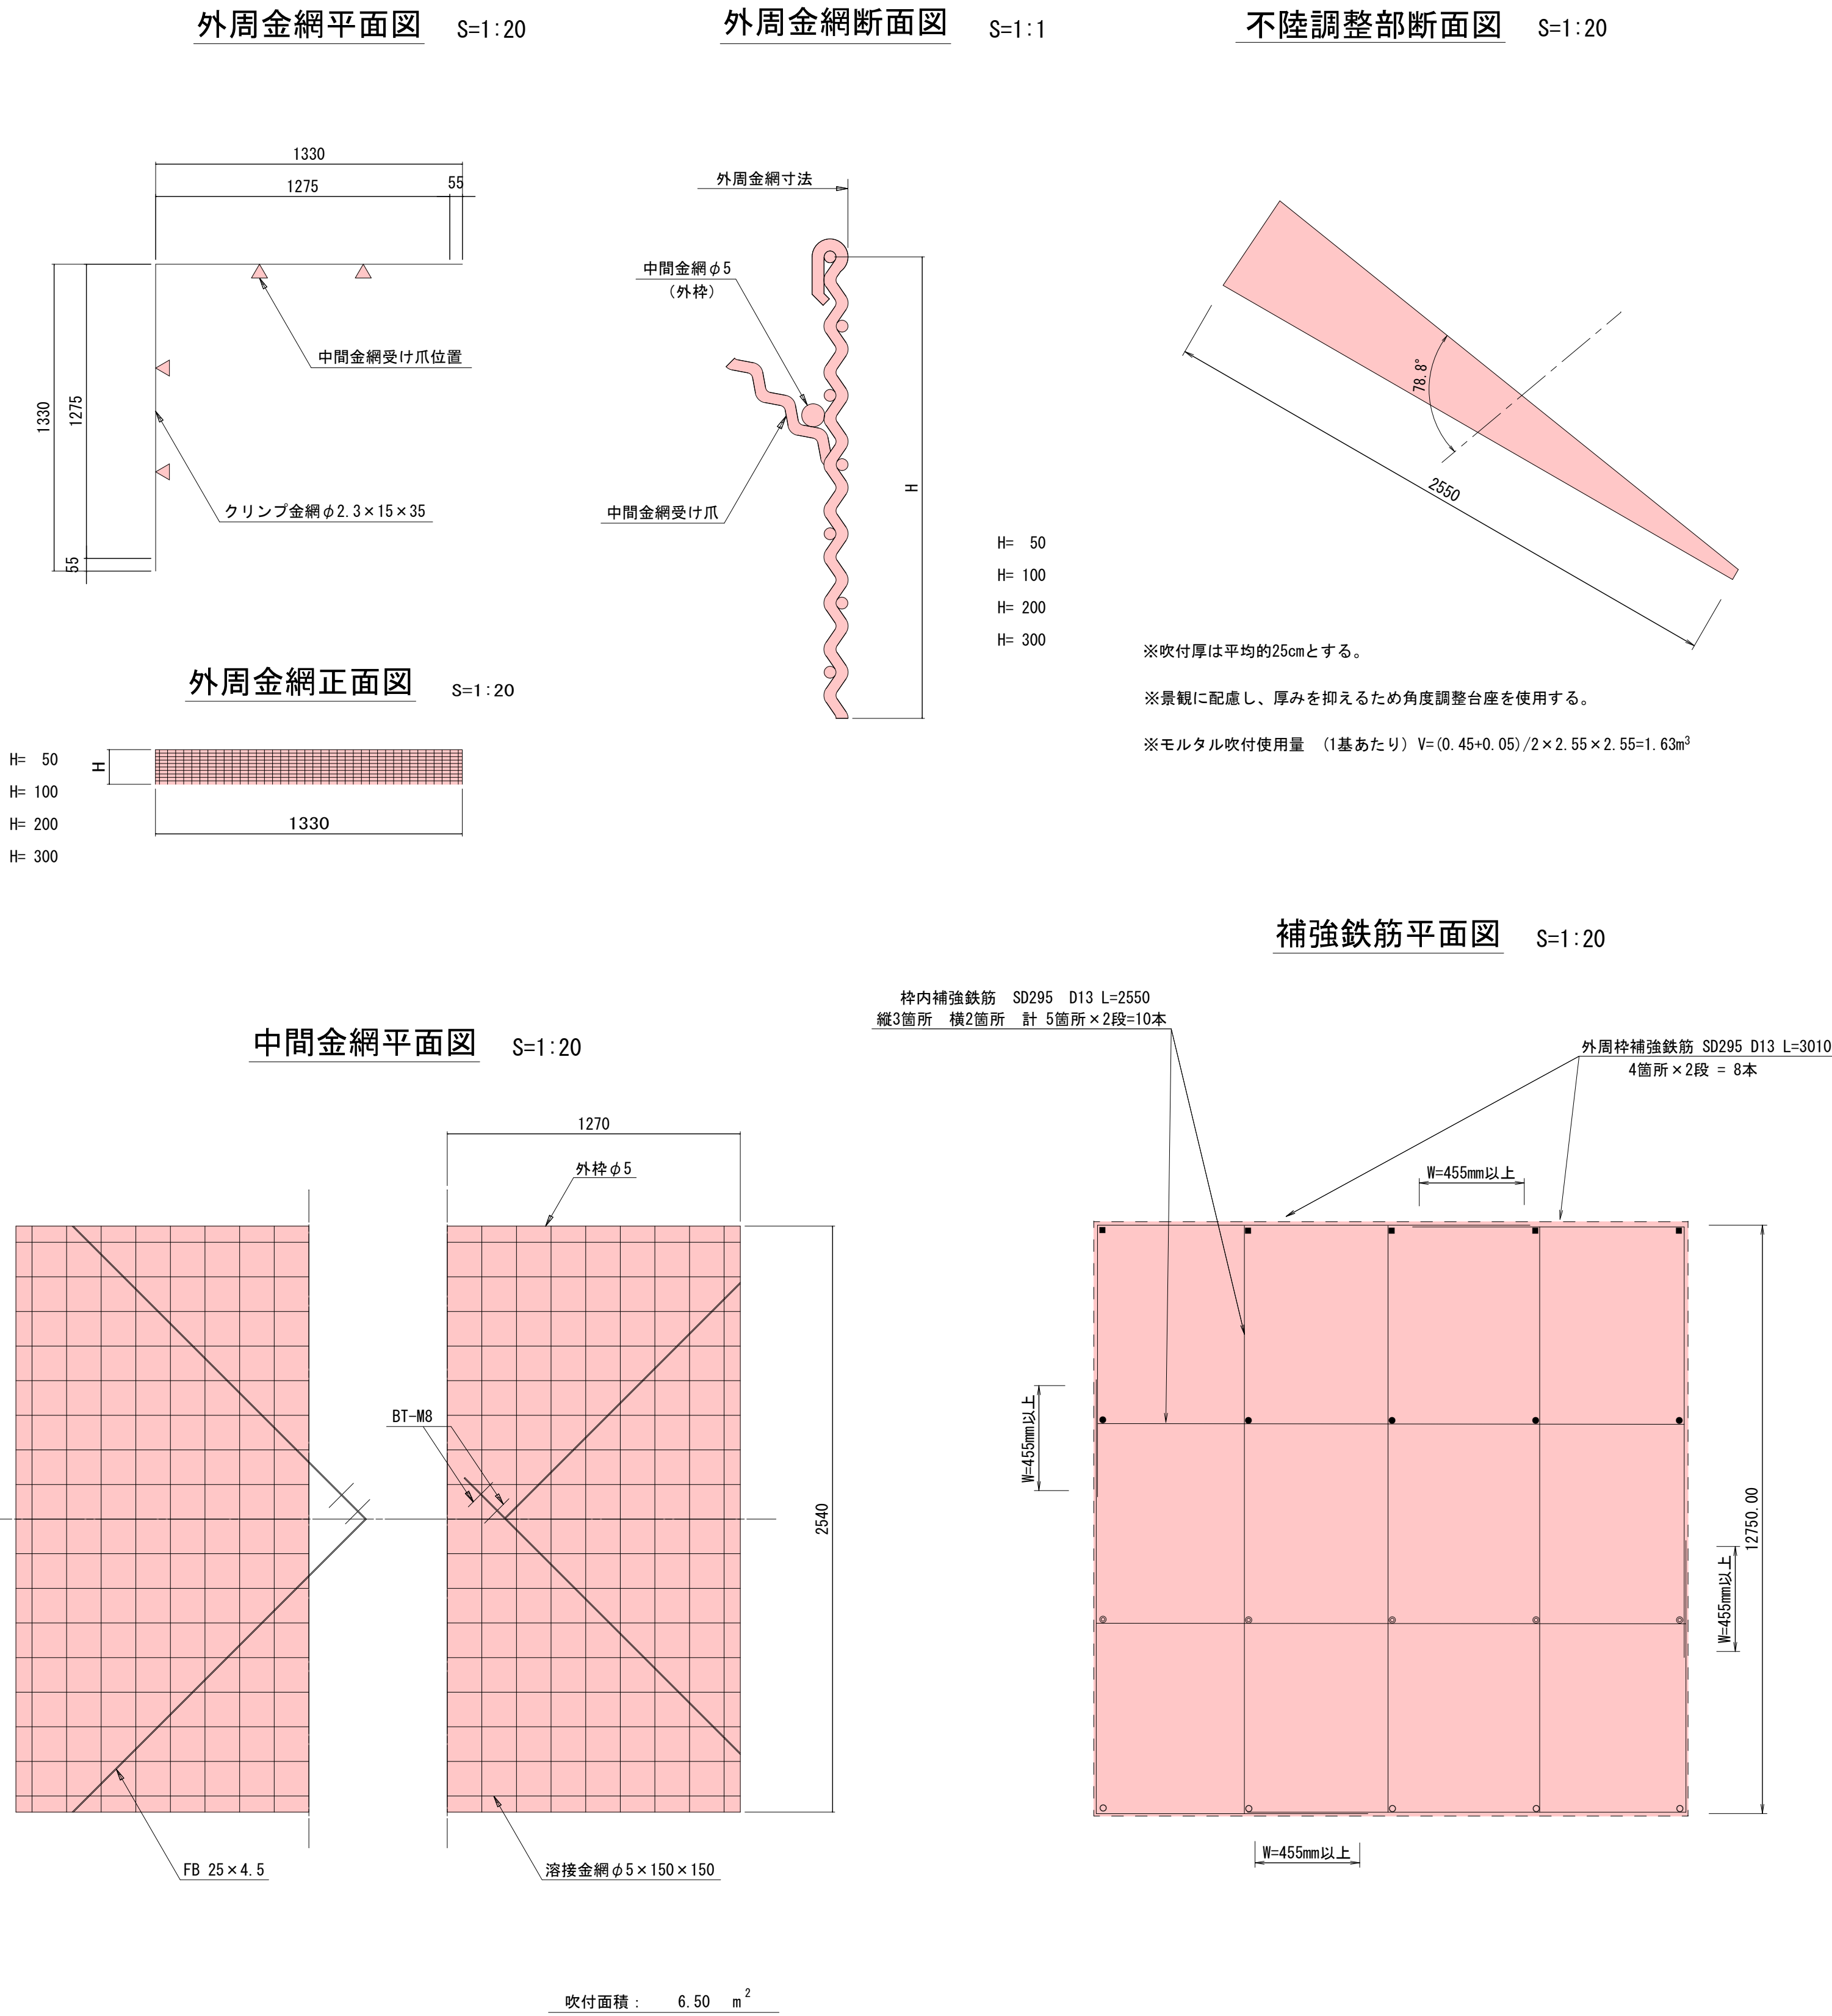 外周金網平面図 S=1:20
1330
1275
55
1330
1275
55
中間金網受け爪位置
クリンプ金網φ2.3×15×35
外周金網断面図 S=1:1
外周金網寸法
中間金網φ5
（外枠）
中間金網受け爪
H
H= 50
H= 100
H= 200
H= 300
不陸調整部断面図 S=1:20
78.8°
2550
※吹付厚は平均的25cmとする。
※景観に配慮し、厚みを抑えるため角度調整台座を使用する。
※モルタル吹付使用量 （1基あたり）V=(0.45+0.05)/2×2.55×2.55=1.63m³
外周金網正面図 S=1:20
H= 50
H= 100
H= 200
H= 300
H
1330
中間金網平面図 S=1:20
1270
外枠φ5
BT-M8
2540
FB 25×4.5
溶接金網φ5×150×150
補強鉄筋平面図 S=1:20
枠内補強鉄筋 SD295 D13 L=2550
縦3箇所 横2箇所 計 5箇所×2段=10本
外周枠補強鉄筋 SD295 D13 L=3010
4箇所×2段 = 8本
W=455mm以上
W=455mm以上
12750.00
W=455mm以上
W=455mm以上
吹付面積： 6.50 m²